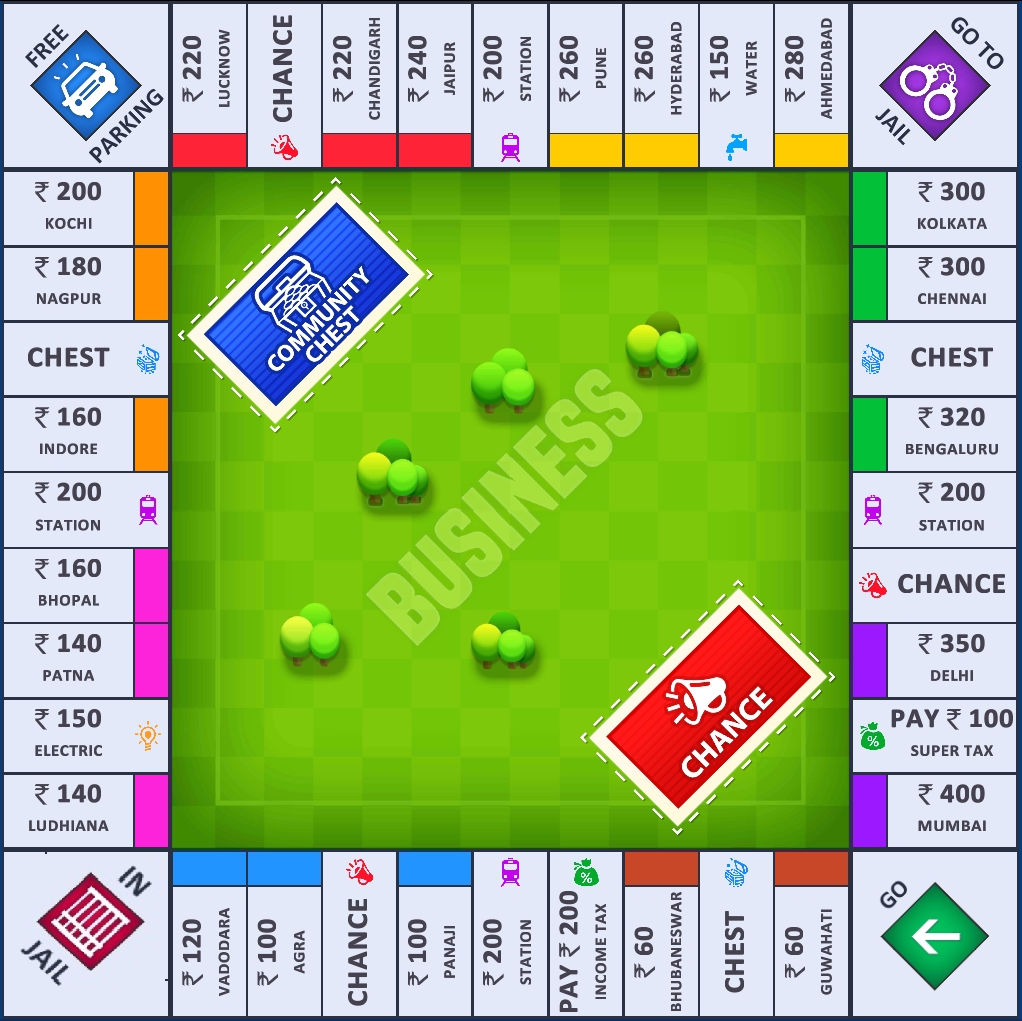 FREE
PARKING
₹ 220
LUCKNOW
CHANCE
₹ 220
CHANDIGARH
₹ 240
JAIPUR
₹ 200
STATION
₹ 260
PUNE
₹ 260
HYDERABAD
₹ 150
WATER
₹ 280
AHMEDABAD
GO TO
JAIL
₹ 200
KOCHI
₹ 180
NAGPUR
CHEST
₹ 160
INDORE
₹ 200
STATION
₹ 160
BHOPAL
₹ 140
PATNA
₹ 150
ELECTRIC
₹ 140
LUDHIANA
COMMUNITY
CHEST
BUSINESS
CHANCE
₹ 300
KOLKATA
₹ 300
CHENNAI
CHEST
₹ 320
BENGALURU
₹ 200
STATION
CHANCE
₹ 350
DELHI
%
PAY ₹ 100
SUPER TAX
₹ 400
MUMBAI
IN
JAIL
₹ 120
VADODARA
₹ 100
AGRA
CHANCE
₹ 100
PANAJI
₹ 200
STATION
%
PAY ₹ 200
INCOME TAX
₹ 60
BHUBANESWAR
CHEST
₹ 60
GUWAHATI
GO